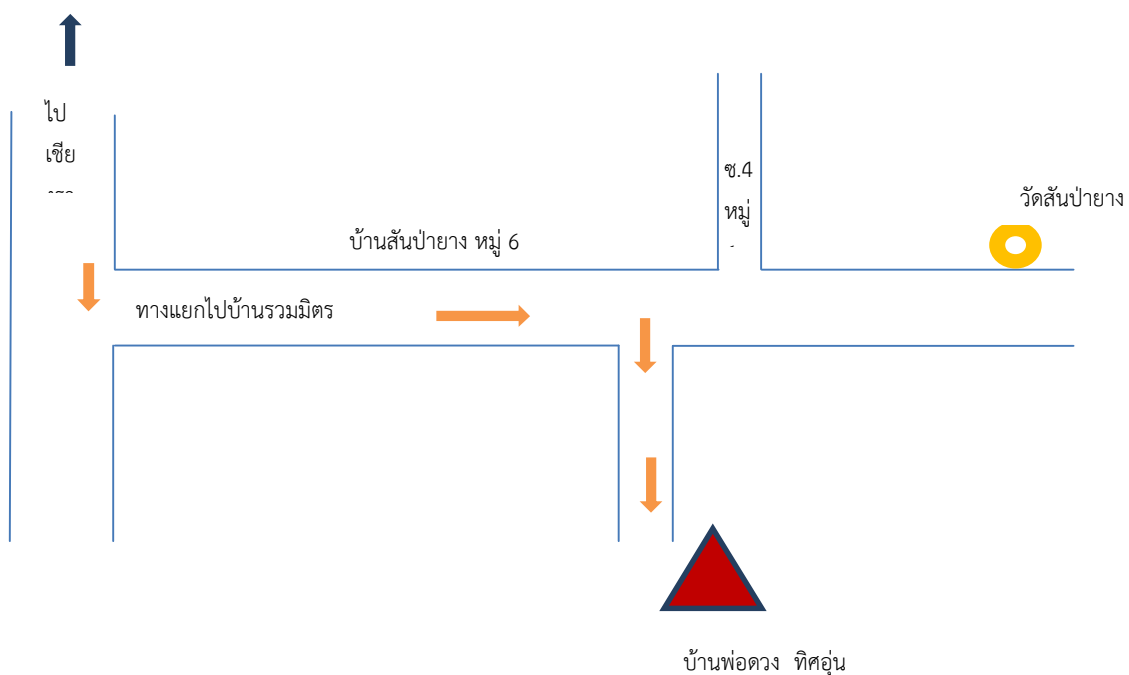 ไป
เชีย
ซ.4
หมู่
วัดสันป่ายาง
บ้านสันป่ายาง หมู่ 6
ทางแยกไปบ้านรวมมิตร
บ้านพ่อดวง ทิศอุ่น